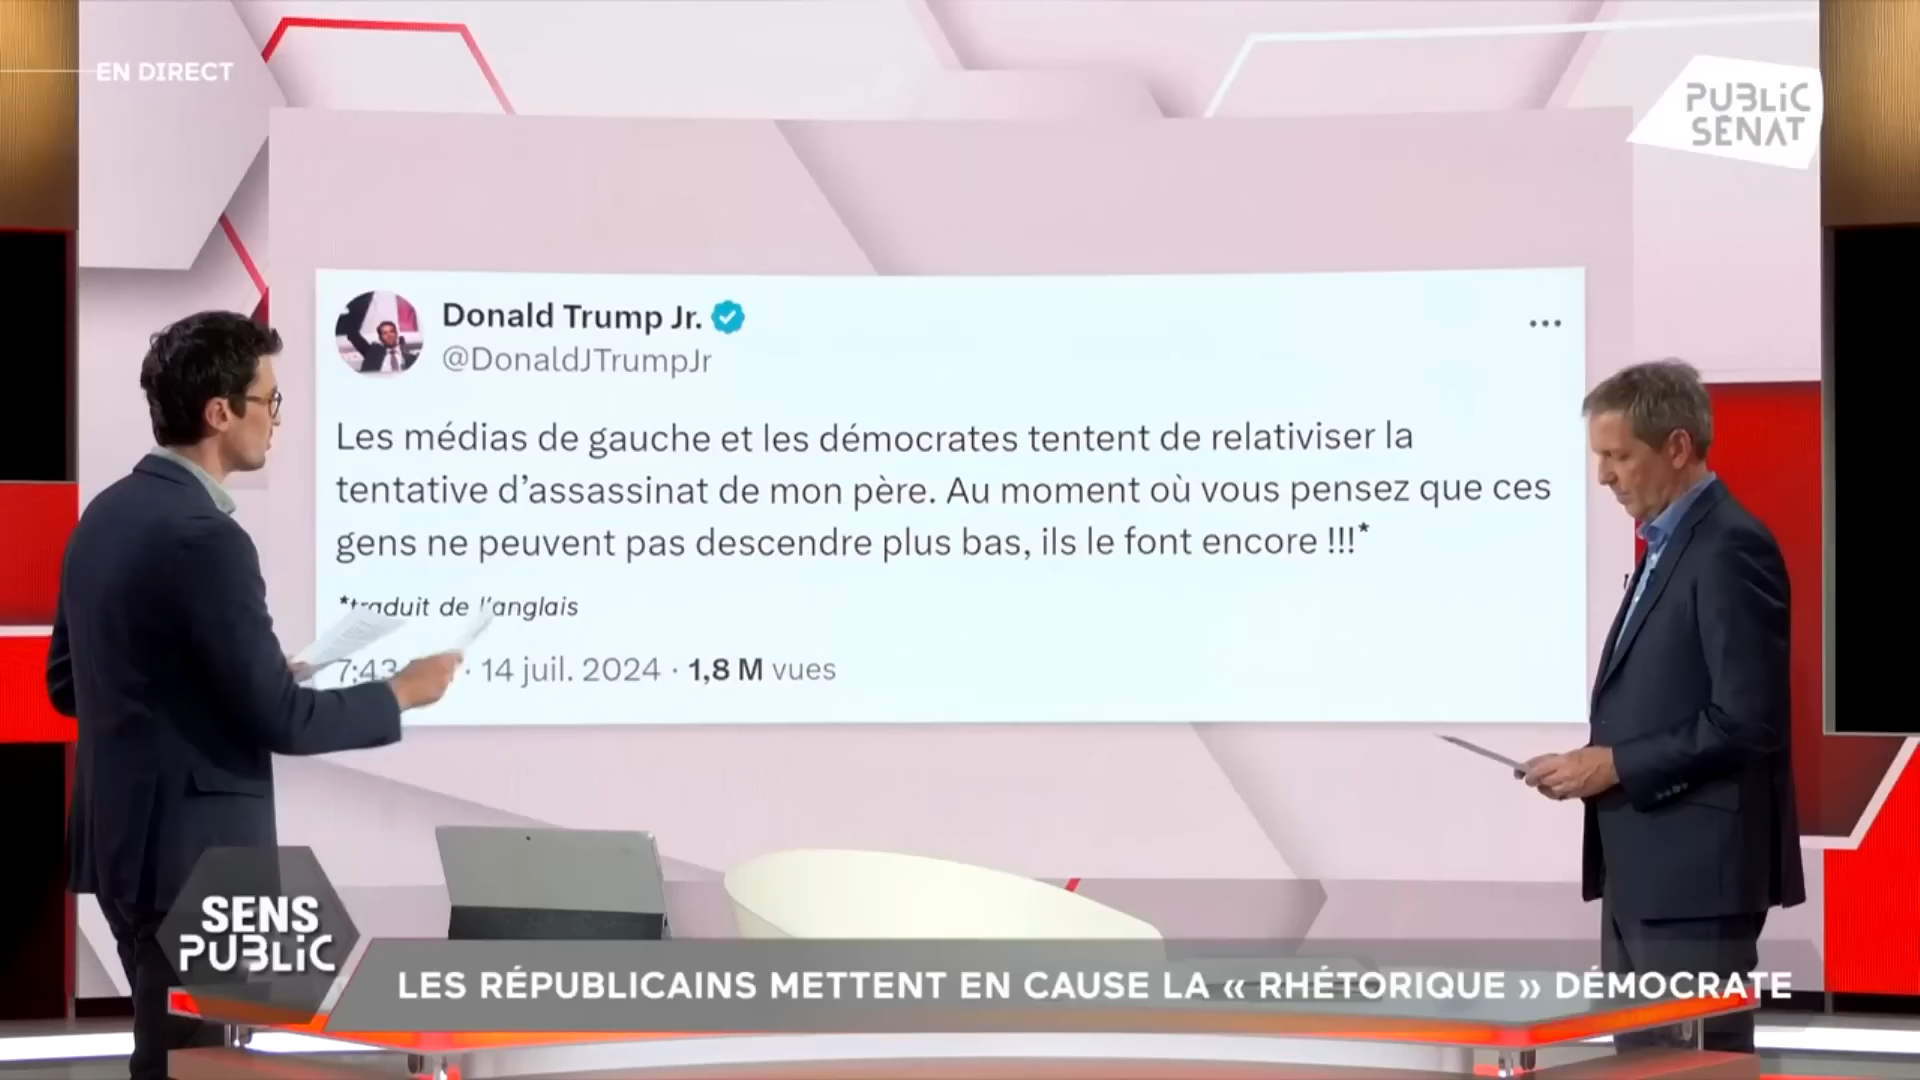 EN DIRECT
PUBLiC
SÉNAT
Donald Trump Jr.
@DonaldJTrumpJr
Les médias de gauche et les démocrates tentent de relativiser la
tentative d’assassinat de mon père. Au moment où vous pensez que ces
gens ne peuvent pas descendre plus bas, ils le font encore !!!*
*traduit de l’anglais
7:43 · 14 juil. 2024 · 1,8 M vues
SENS
PUBLiC
LES RÉPUBLICAINS METTENT EN CAUSE LA « RHÉTORIQUE » DÉMOCRATE